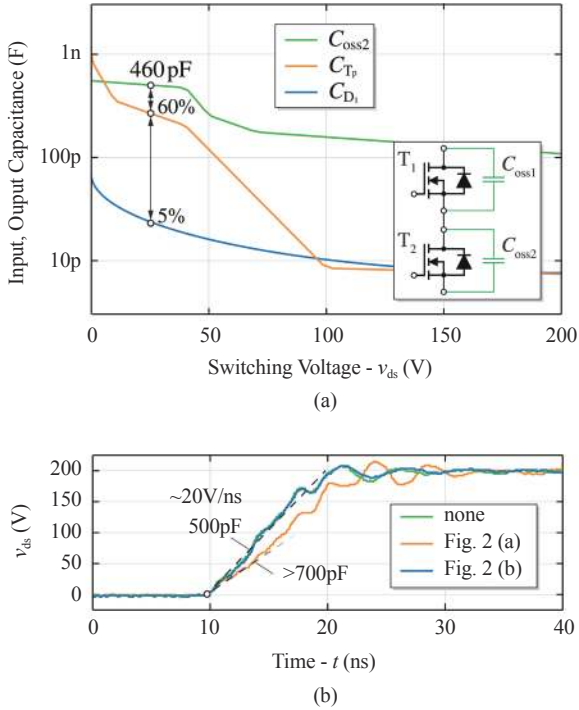 1n
100p
10p
Input, Ouput Capacitance (F)
460 pF
60%
5%
C_oss2
C_Tp
C_D1
T1
C_oss1
T2
C_oss2
0 50 100 150 200
Switching Voltage - v_ds (V)
(a)
200
150
100
50
0
v_ds (V)
~20V/ns
500pF
>700pF
none
Fig. 2 (a)
Fig. 2 (b)
0 10 20 30 40
Time - t (ns)
(b)